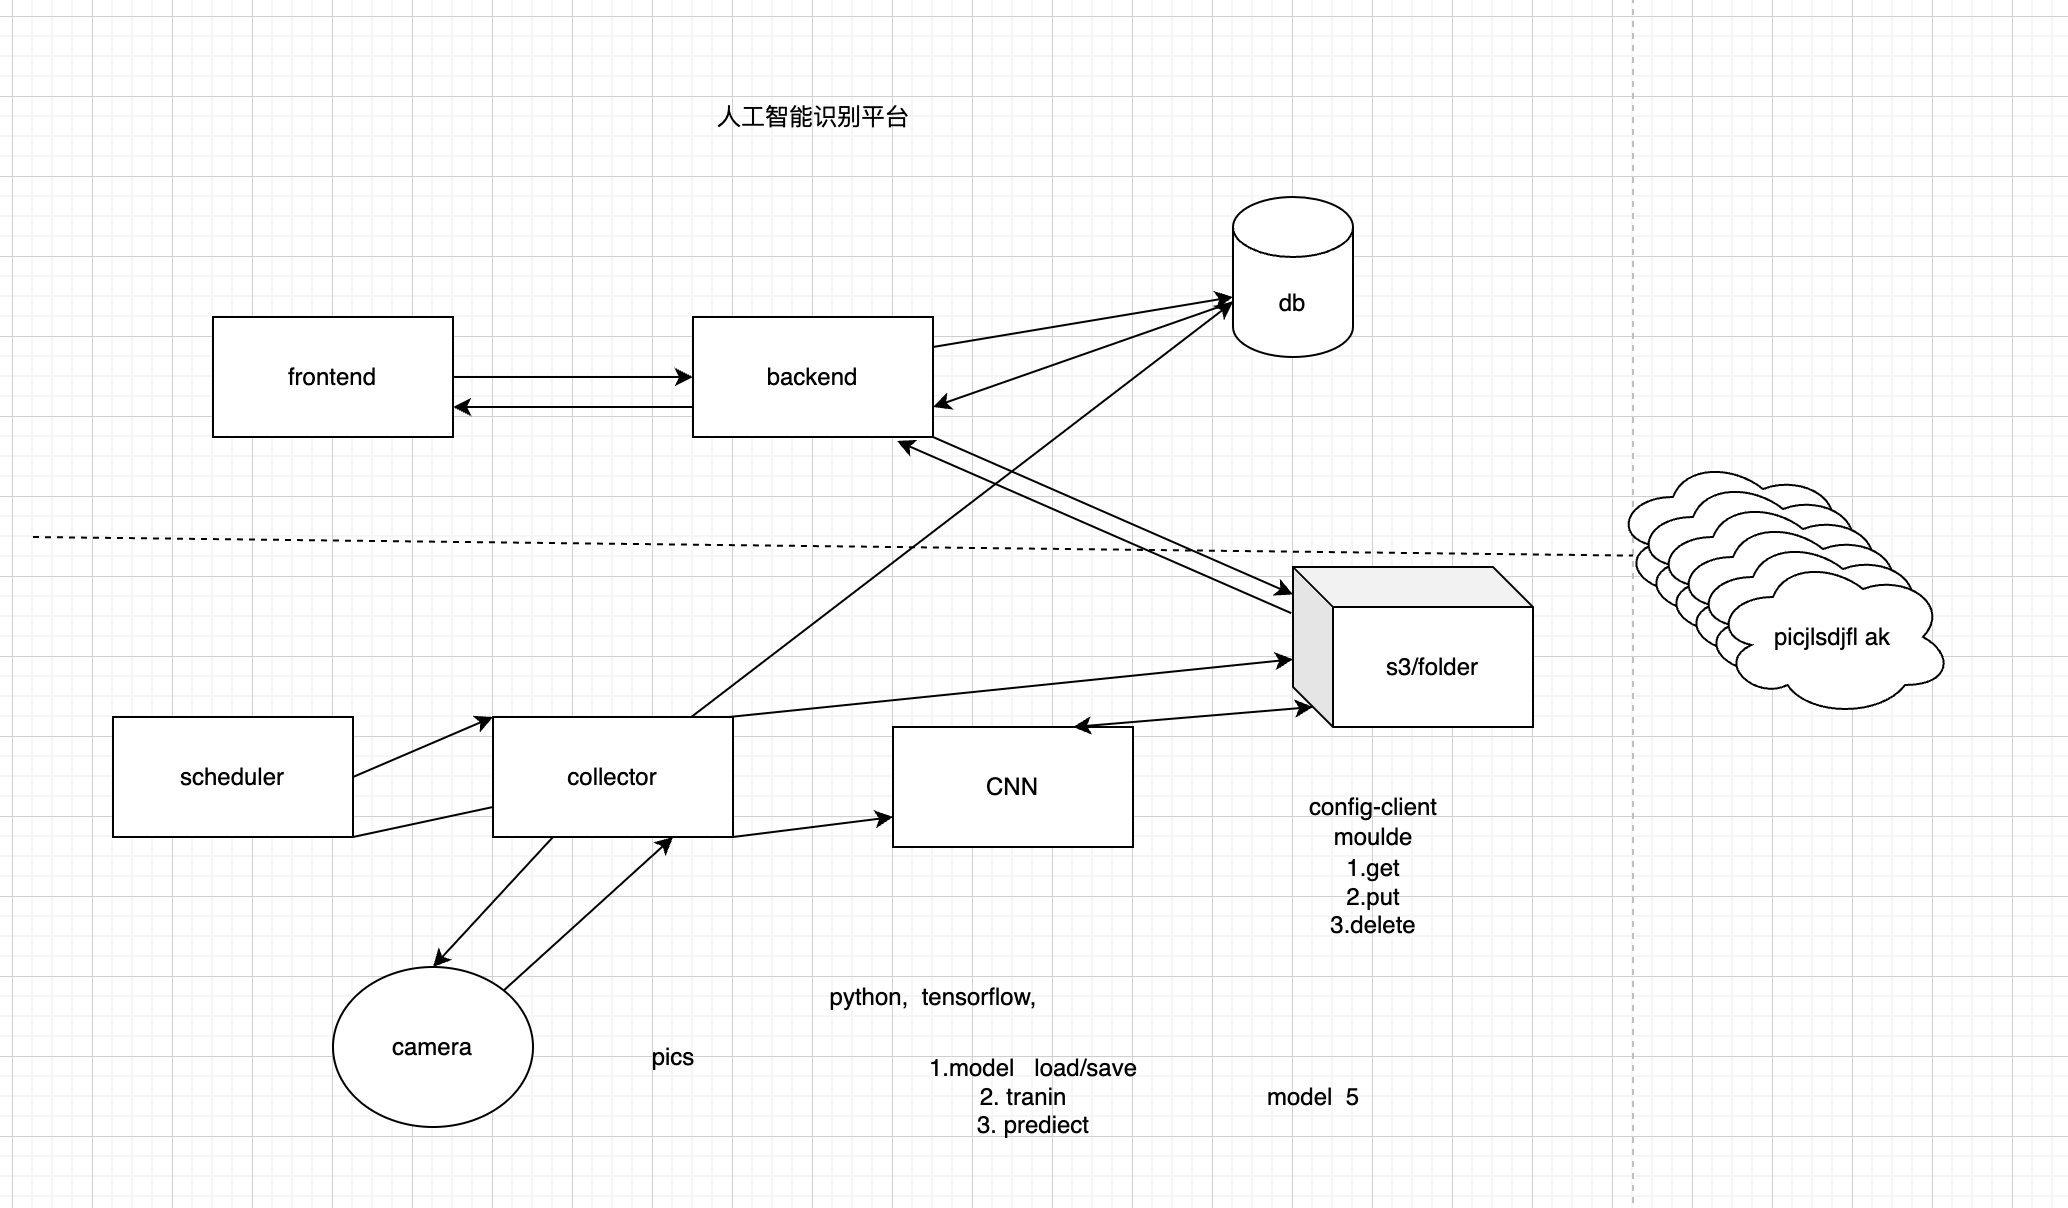 人工智能识别平台
db
frontend
backend
picjlsdjfl ak
s3/folder
scheduler
collector
CNN
config-client
moulde
1.get
2.put
3.delete
python,  tensorflow,
camera
pics
1.model   load/save
2. tranin
3. prediect
model  5